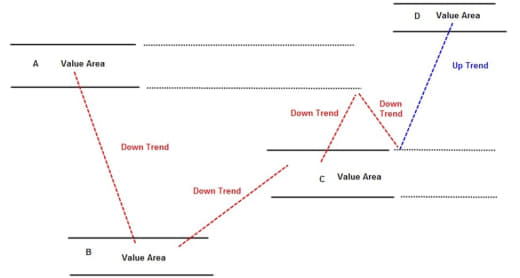 D Value Area
A Value Area
Up Trend
Down Trend
Down
Trend
Down Trend
C Value Area
Down Trend
B
Value Area